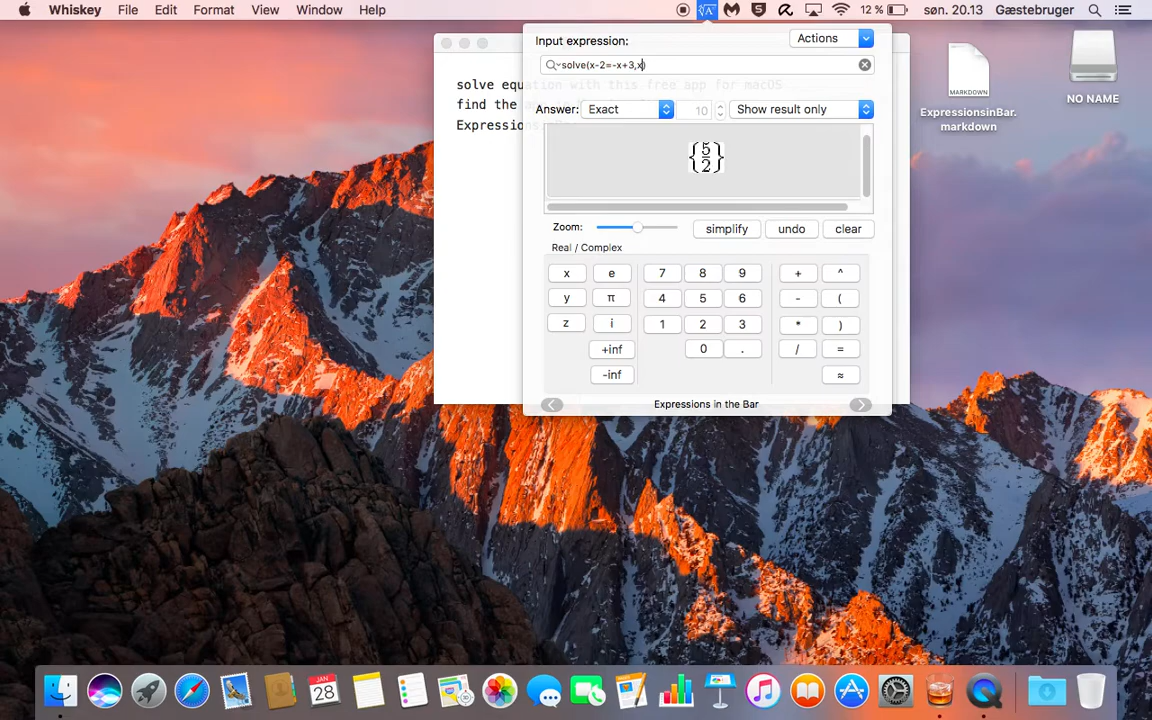 Whiskey File Edit Format View Window Help 12 % søn. 20.13 Gæstebruger
Input expression: Actions
solve(x-2=-x+3,x)
solve equation with this free app for macOS
find the
Expressions
Answer: Exact 10 Show result only
{5/2}
Zoom: simplify undo clear
Real / Complex
x e 7 8 9 + ^
y π 4 5 6 - (
z i 1 2 3 * )
+inf 0 . / =
-inf ≈
Expressions in the Bar
MARKDOWN
ExpressionsinBar.
markdown
NO NAME
JAN
28